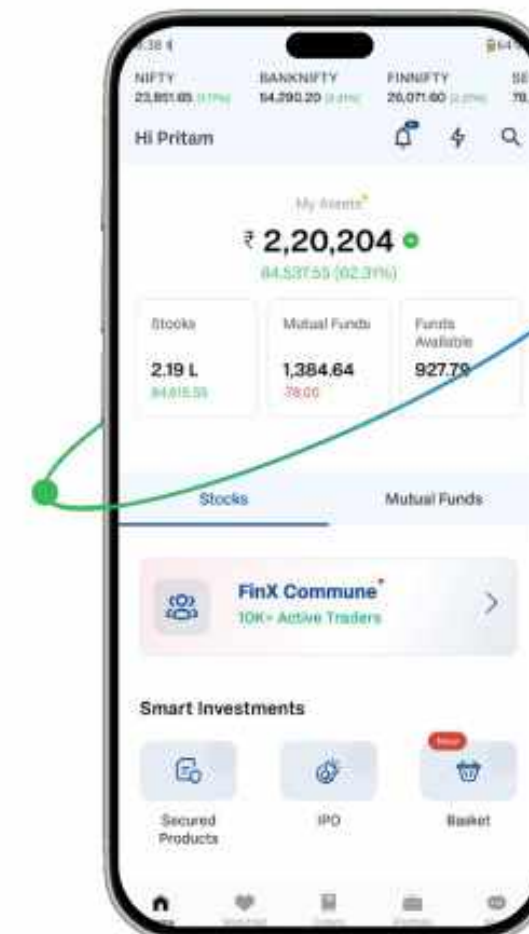 NIFTY BANKNIFTY FINNIFTY
23,851.65 54,290.20 26,071.60
Hi Pritam
My Assets
₹ 2,20,204
84,537.55 (62.31%)
Stocks Mutual Funds Funds Available
2.19 L 1,384.64 927.79
84,615.55 -78.00
Stocks Mutual Funds
FinX Commune
10K+ Active Traders
Smart Investments
New
Secured Products IPO Basket